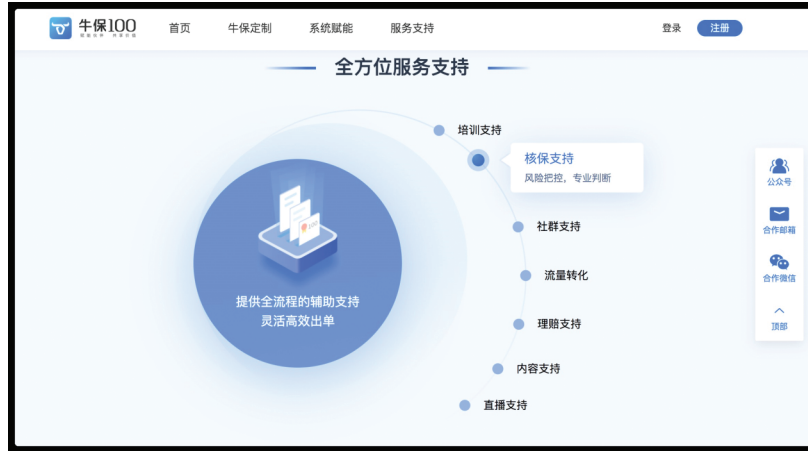 牛保100
首页
牛保定制
系统赋能
服务支持
登录
注册
全方位服务支持
培训支持
核保支持
风险把控，专业判断
社群支持
流量转化
理赔支持
内容支持
直播支持
100
提供全流程的辅助支持
灵活高效出单
公众号
合作邮箱
合作微信
顶部